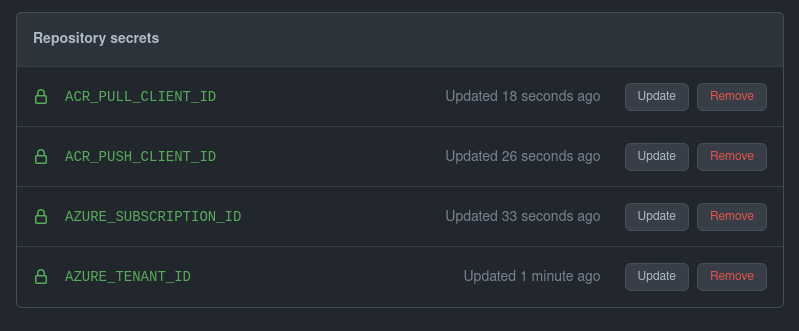 Repository secrets
ACR_PULL_CLIENT_ID Updated 18 seconds ago Update Remove
ACR_PUSH_CLIENT_ID Updated 26 seconds ago Update Remove
AZURE_SUBSCRIPTION_ID Updated 33 seconds ago Update Remove
AZURE_TENANT_ID Updated 1 minute ago Update Remove